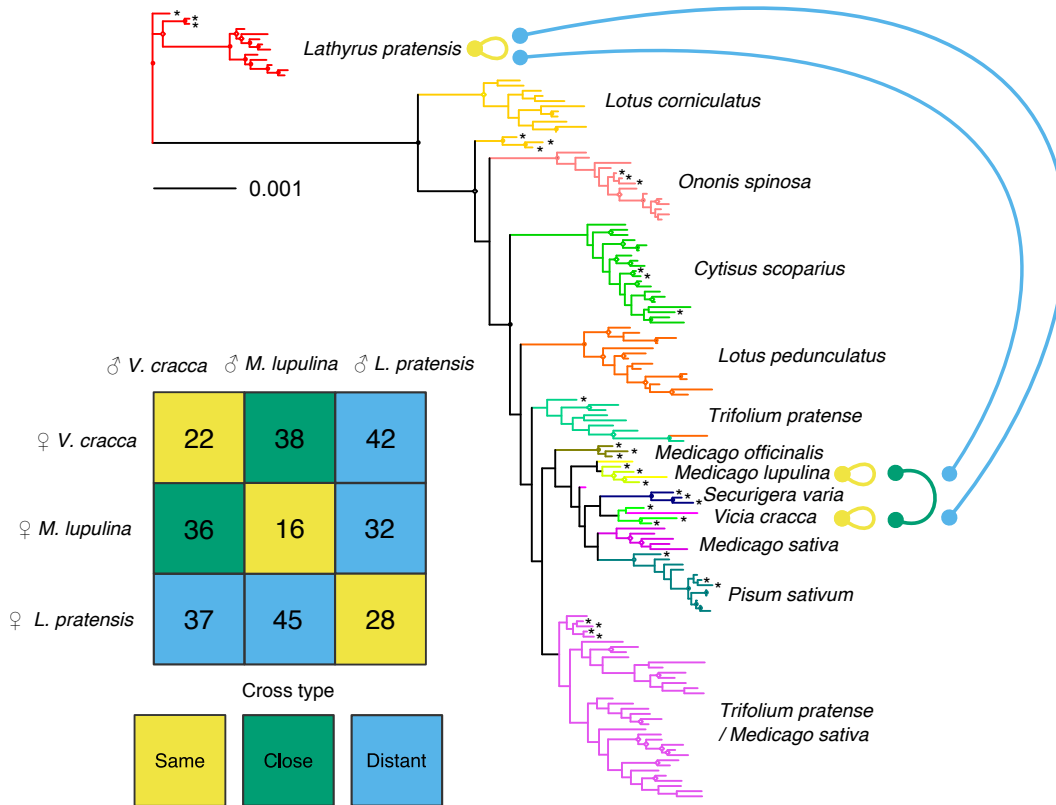 Lathyrus pratensis
Lotus corniculatus
0.001
Ononis spinosa
Cytisus scoparius
Lotus pedunculatus
Trifolium pratense
Medicago officinalis
Medicago lupulina
Securigera varia
Vicia cracca
Medicago sativa
Pisum sativum
Trifolium pratense
/ Medicago sativa
♂ V. cracca ♂ M. lupulina ♂ L. pratensis
♀ V. cracca 22 38 42
♀ M. lupulina 36 16 32
♀ L. pratensis 37 45 28
Cross type
Same Close Distant